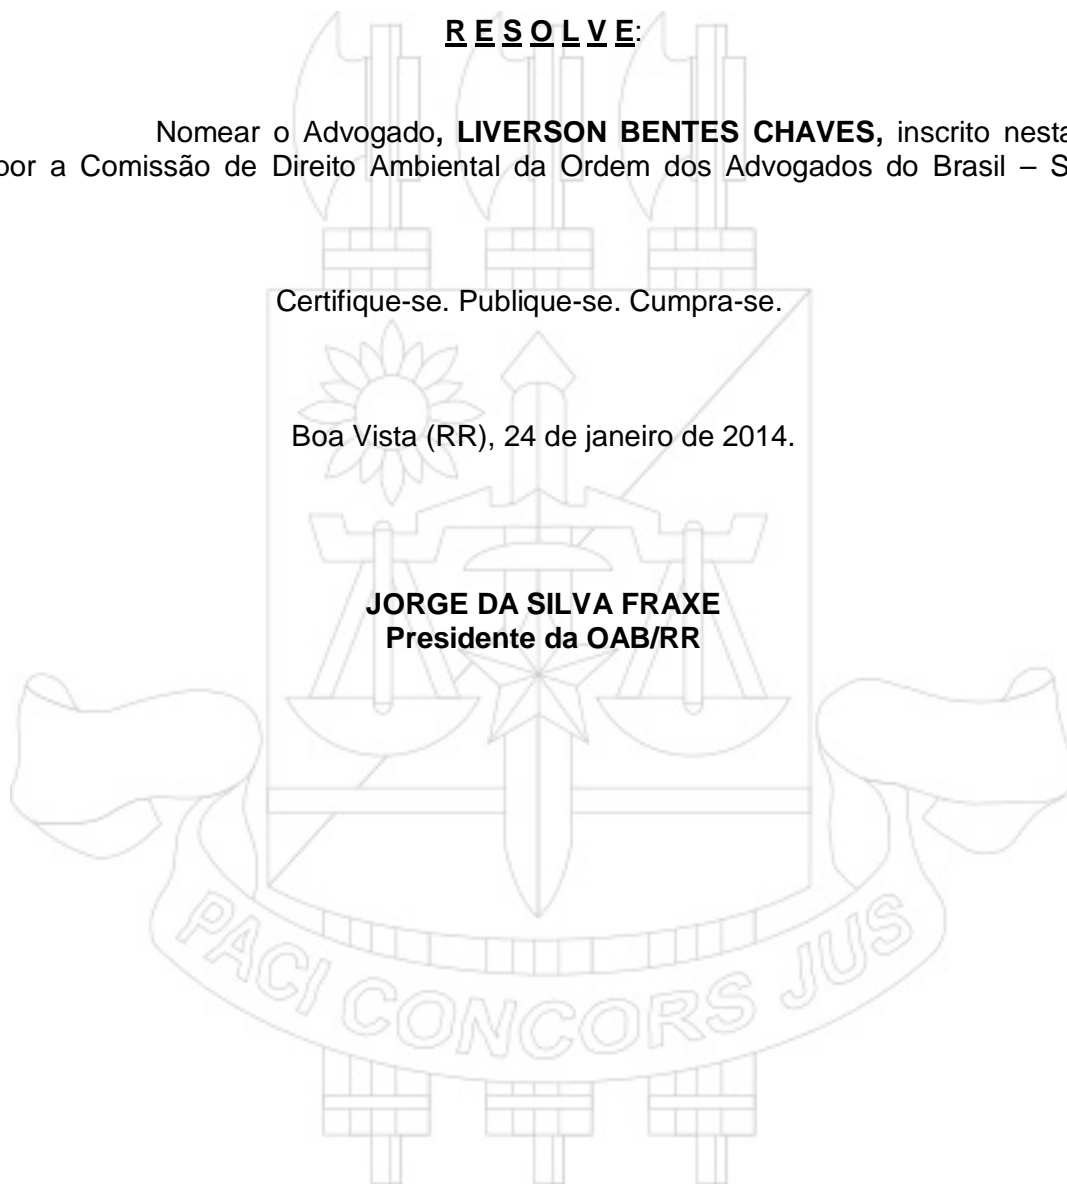 R E S O L V E:
Nomear o Advogado, LIVERSON BENTES CHAVES, inscrito nesta
a Comissão de Direito Ambiental da Ordem dos Advogados do Brasil –
Certifique-se. Publique-se. Cumpra-se.
Boa Vista (RR), 24 de janeiro de 2014.
JORGE DA SILVA FRAXE
Presidente da OAB/RR
PACI CONCORS JUS